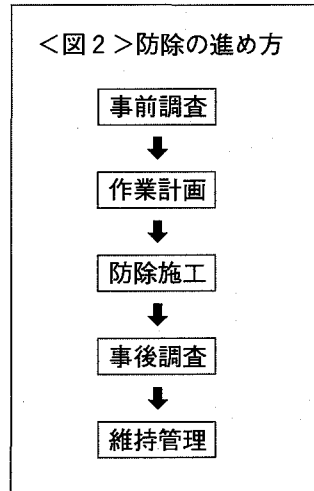 ＜図２＞防除の進め方
事前調査
作業計画
防除施工
事後調査
維持管理